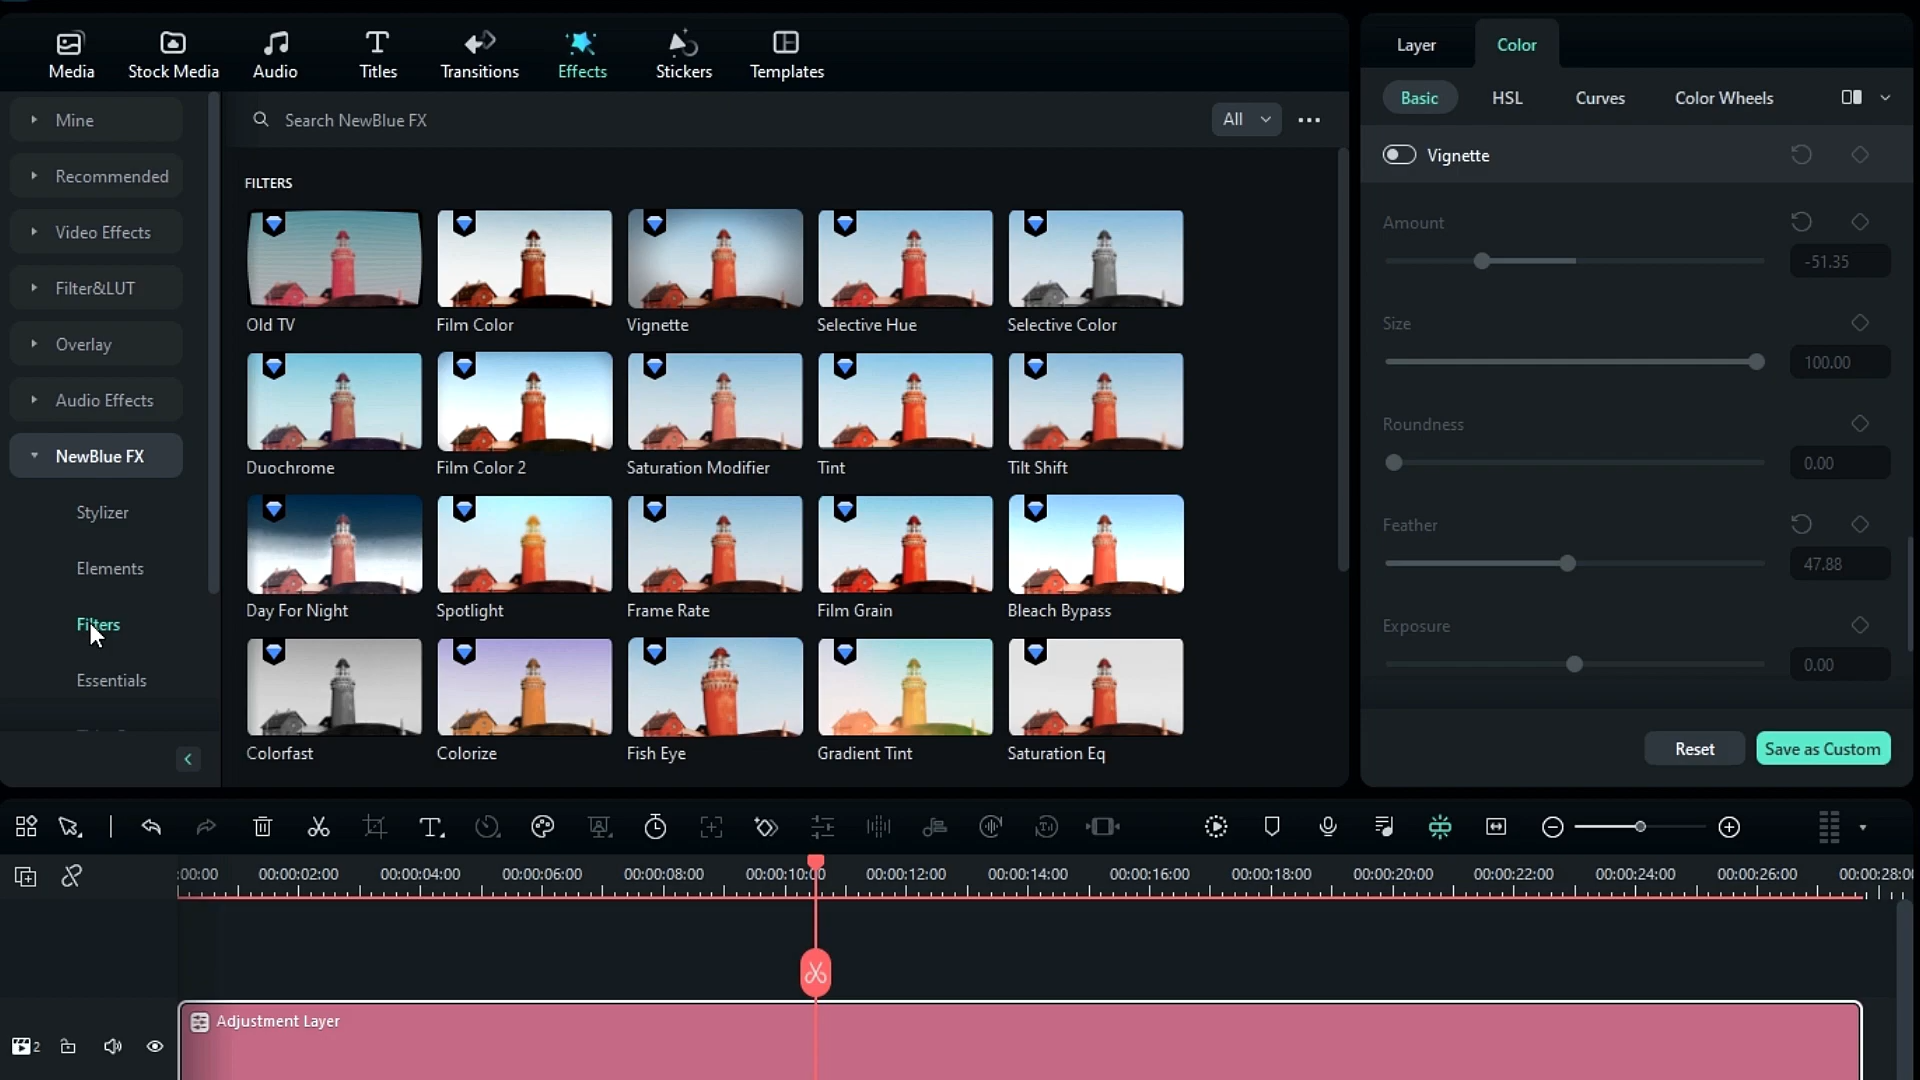 Media
Stock Media
Audio
Titles
Transitions
Effects
Stickers
Templates
Mine
Recommended
Video Effects
Filter&LUT
Overlay
Audio Effects
NewBlue FX
Stylizer
Elements
Filters
Essentials
Search NewBlue FX
All
FILTERS
Old TV
Film Color
Vignette
Selective Hue
Selective Color
Duochrome
Film Color 2
Saturation Modifier
Tint
Tilt Shift
Day For Night
Spotlight
Frame Rate
Film Grain
Bleach Bypass
Colorfast
Colorize
Fish Eye
Gradient Tint
Saturation Eq
Layer
Color
Basic
HSL
Curves
Color Wheels
Vignette
Amount
-51.35
Size
100.00
Roundness
0.00
Feather
47.88
Exposure
0.00
Reset
Save as Custom
:00:00
00:00:02:00
00:00:04:00
00:00:06:00
00:00:08:00
00:00:10:00
00:00:12:00
00:00:14:00
00:00:16:00
00:00:18:00
00:00:20:00
00:00:22:00
00:00:24:00
00:00:26:00
00:00:28:0
Adjustment Layer
2